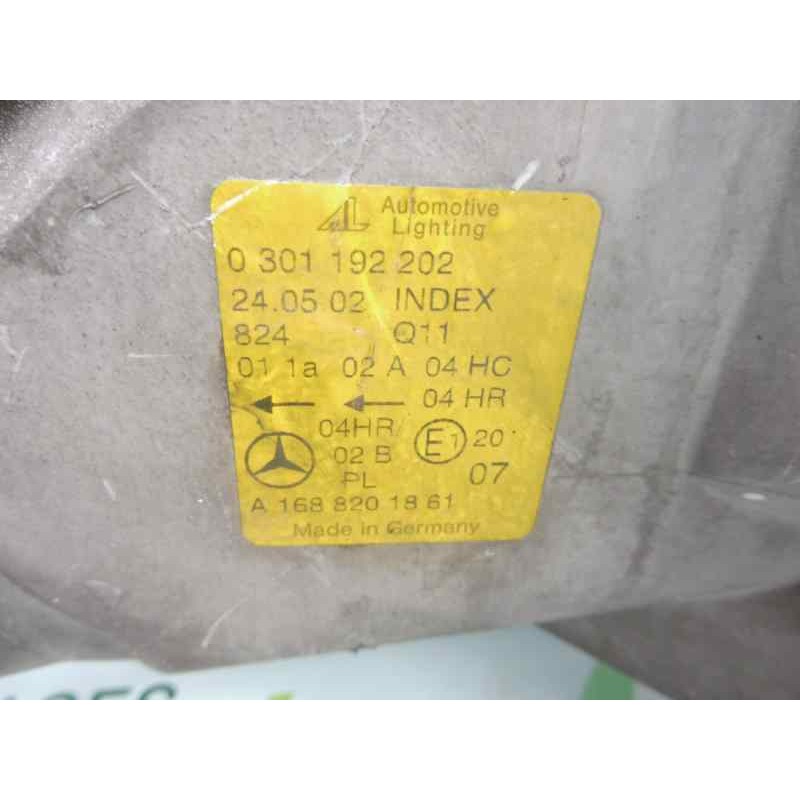 AL Automotive
Lighting
0 301 192 202
24.05 02 INDEX
824 Q11
01 1a 02 A 04 HC
04 HR
04HR/ E1 20
02 B
PL 07
A 168 820 18 61
Made in Germany